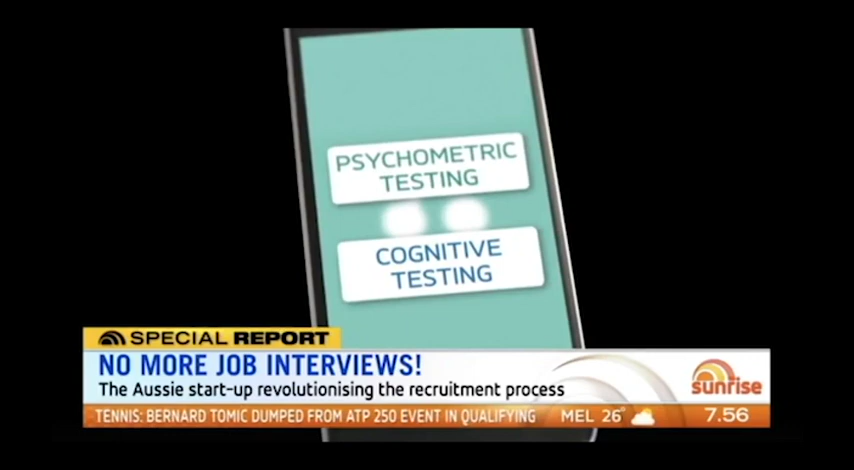 PSYCHOMETRIC
TESTING
COGNITIVE
TESTING
SPECIAL REPORT
NO MORE JOB INTERVIEWS!
The Aussie start-up revolutionising the recruitment process
sunrise
TENNIS: BERNARD TOMIC DUMPED FROM ATP 250 EVENT IN QUALIFYING MEL 26° 7.56